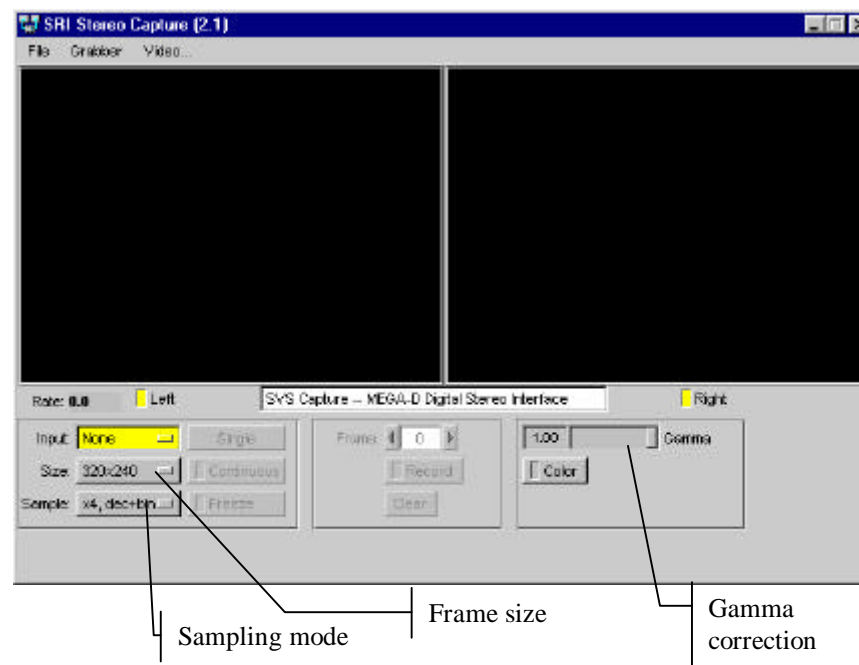 SRI Stereo Capture (2.1)
File Grabber Video...
Rate: 0.0 Left SVS Capture -- MEGA-D Digital Stereo Interface Right
Input: None Single Frame: 0 1.00 Gamma
Size: 320x240 Continuous Record Color
Sample: x4, dec+bin Freeze Clear
Frame size
Sampling mode
Gamma
correction